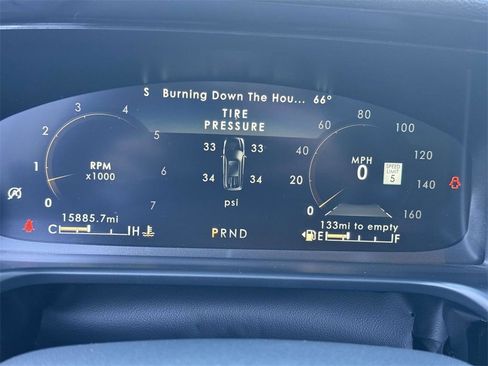 S Burning Down The Hou... 66°
TIRE
PRESSURE
33 33
34 34
psi
0 1 2 3 4 5 6 7
RPM
x1000
0 20 40 60 80 100 120 140 160
MPH
0
SPEED
LIMIT
5
15885.7mi
C H
PRND
133mi to empty
E F